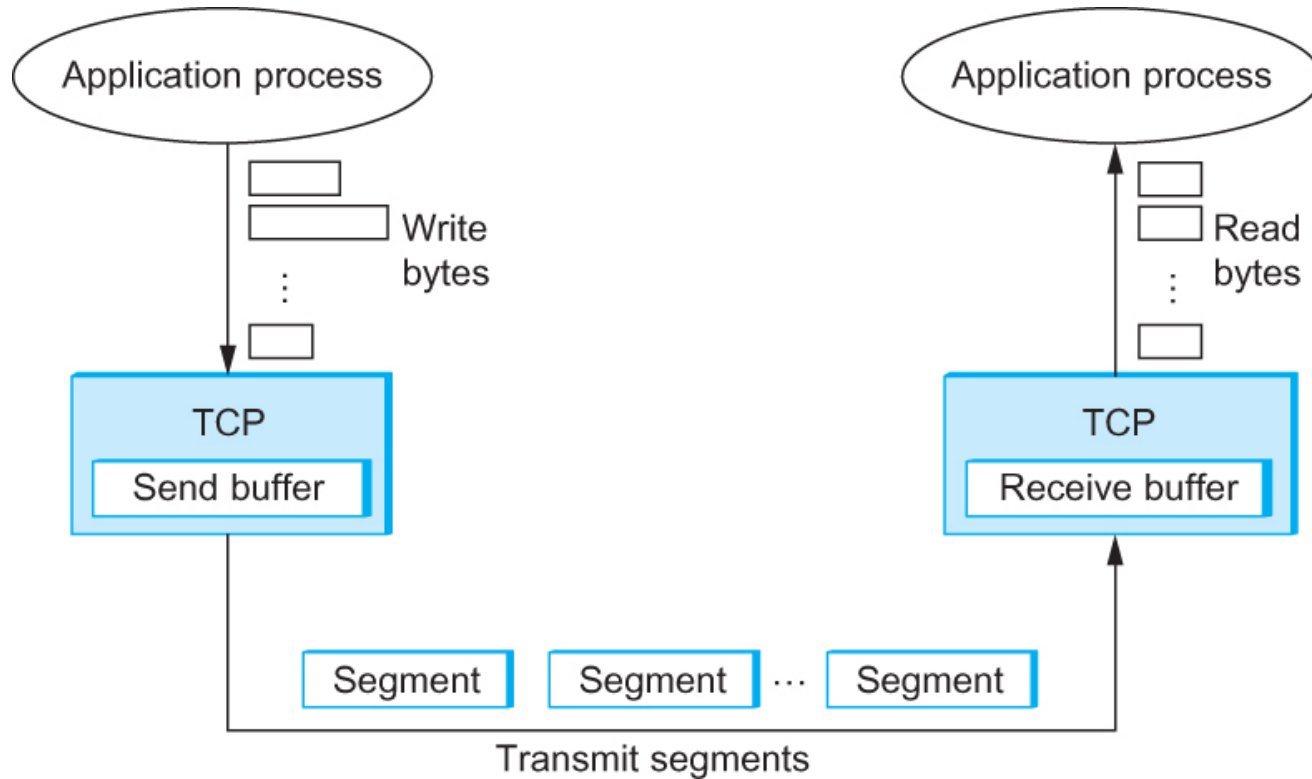 Application process
Application process
Write
bytes
Read
bytes
⋮
⋮
TCP
TCP
Send buffer
Receive buffer
Segment Segment ... Segment
Transmit segments